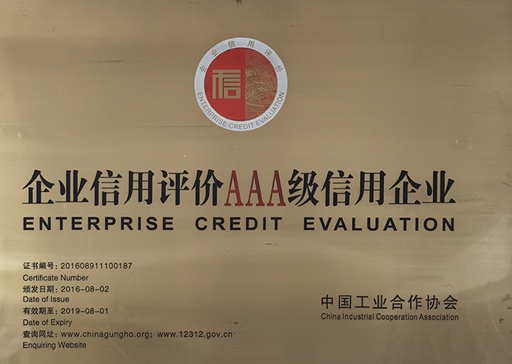 企业信用评价
信
ENTERPRISE CREDIT EVALUATION
企业信用评价AAA级信用企业
ENTERPRISE CREDIT EVALUATION
证书编号：201608911100187
Certificate Number
颁发日期：2016-08-02
Date of Issue
有效期至：2019-08-01
Date of Expiry
查询网址：www.chinagungho.org；www.12312.gov.cn
Enquiring Website
中国工业合作协会
China Industrial Cooperation Association